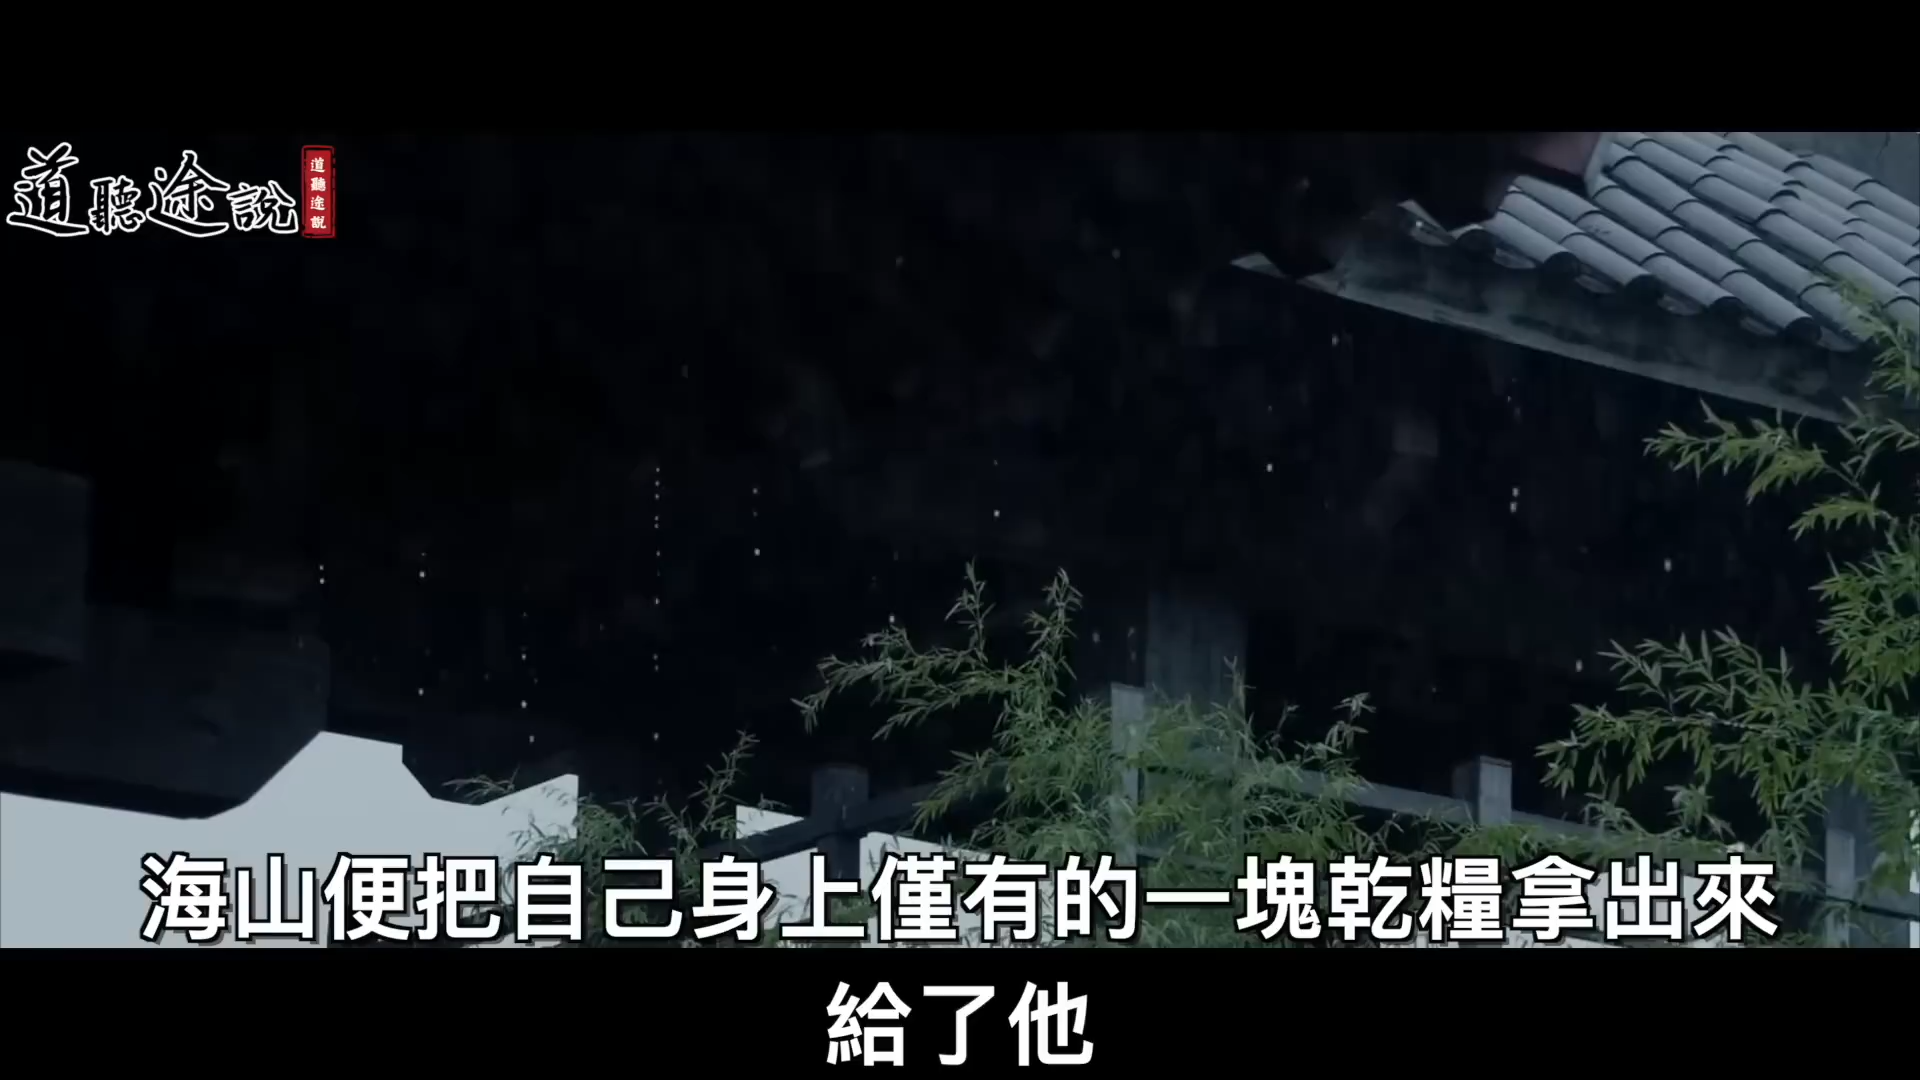 道聽途說
道聽途說
海山便把自己身上僅有的一塊乾糧拿出來
給了他